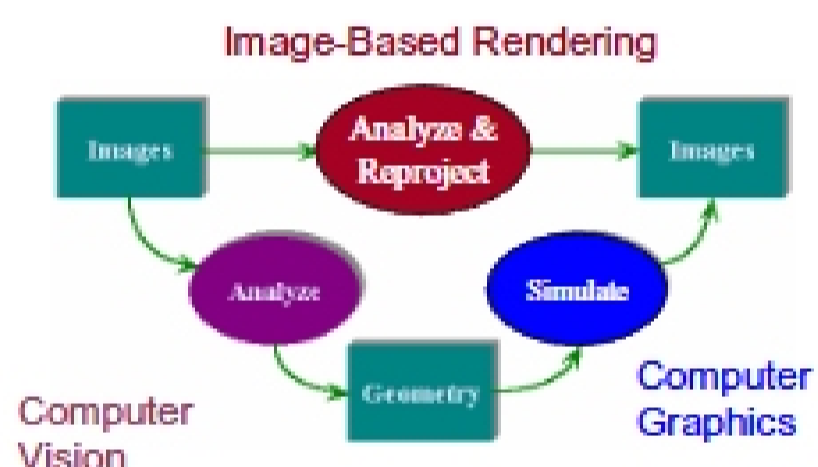 Image-Based Rendering
Images
Analyze &
Reproject
Images
Analyze
Simulate
Geometry
Computer
Vision
Computer
Graphics